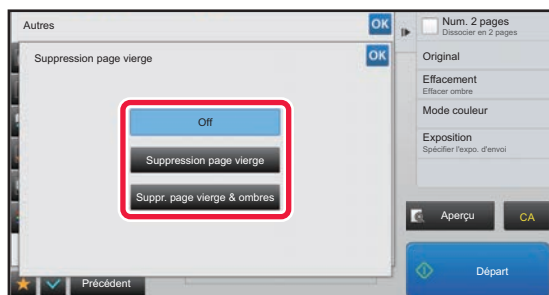 Autres
OK
Suppression page vierge
OK
Off
Suppression page vierge
Suppr. page vierge & ombres
Précédent
Num. 2 pages
Dissocier en 2 pages
Original
Effacement
Effacer ombre
Mode couleur
Exposition
Spécifier l'expo. d'envoi
Aperçu
CA
Départ